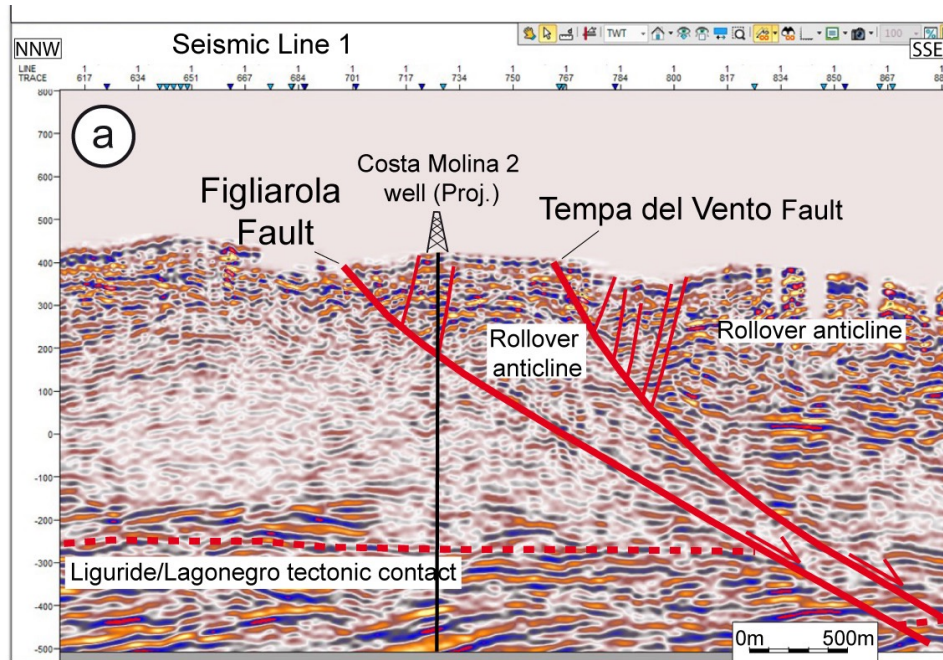 NNW
Seismic Line 1
TWT
100
%
SSE
LINE 1 1 1 1 1 1 1 1 1 1 1 1 1 1 1 1
TRACE 617 634 651 667 684 701 717 734 750 767 784 800 817 834 850 867
800
700
600
500
400
300
200
100
0
-100
-200
-300
-400
-500
a
Costa Molina 2
well (Proj.)
Figliarola
Fault
Tempa del Vento Fault
Rollover
anticline
Rollover anticline
Liguride/Lagonegro tectonic contact
0m 500m